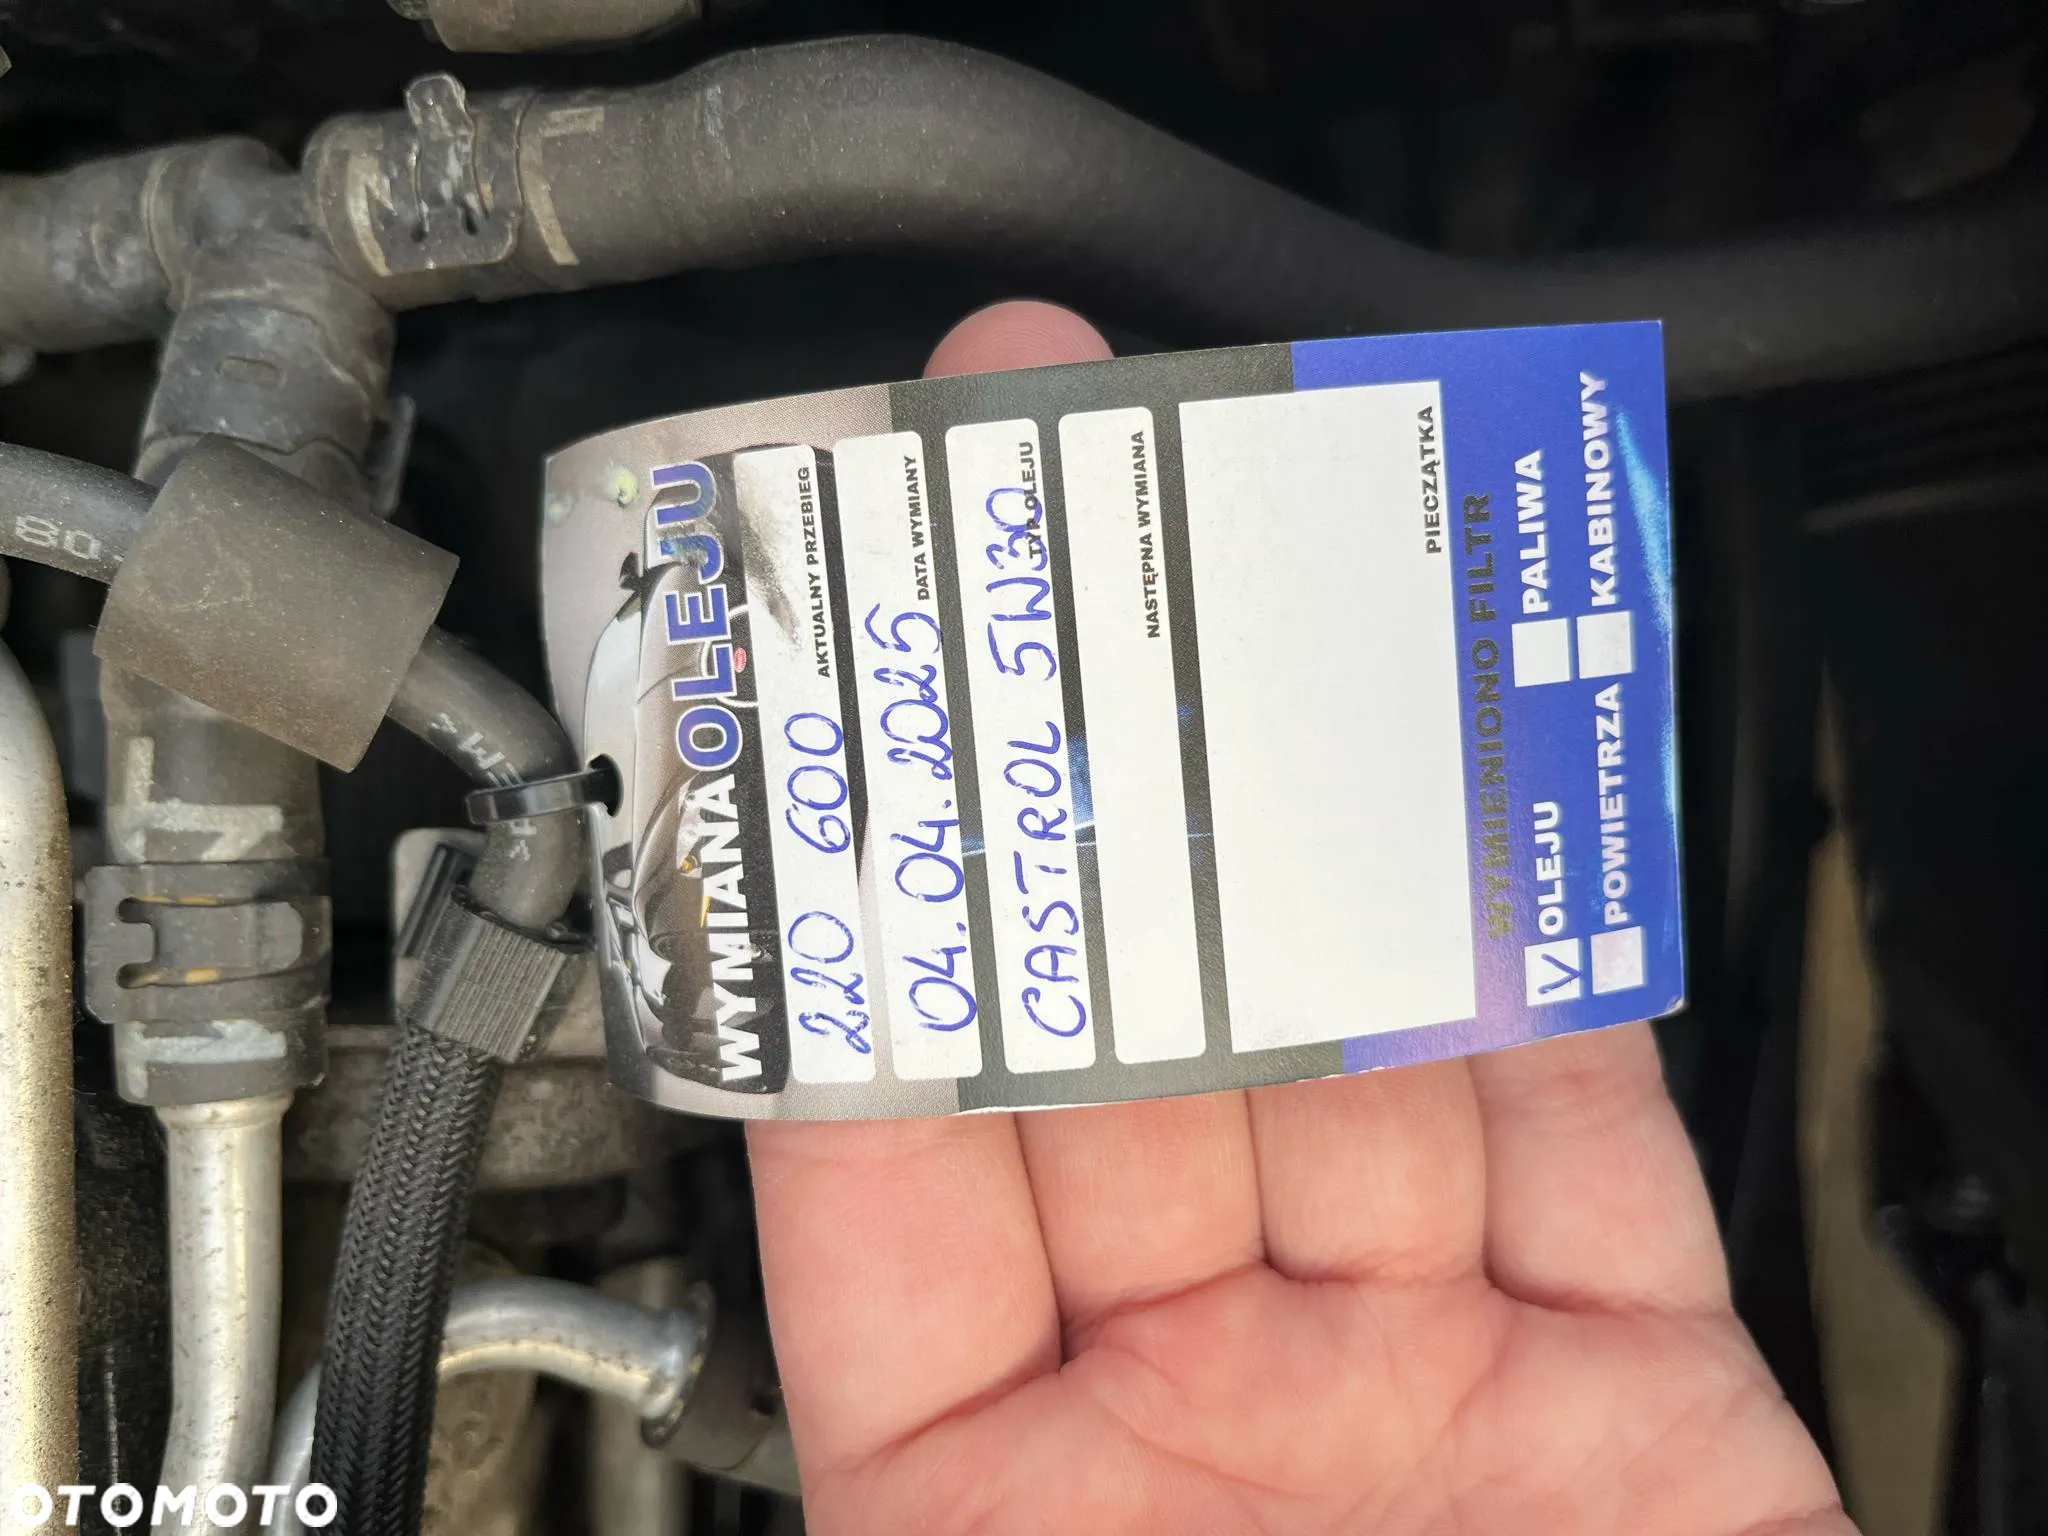 WYMIANA OLEJU
220 600
AKTUALNY PRZEBIEG
04.04.2025
DATA WYMIANY
CASTROL 5W30
TYP OLEJU
NASTĘPNA WYMIANA
PIECZĄTKA
WYMIENIONO FILTR
V OLEJU
PALIWA
POWIETRZA
KABINOWY
80
OTOMOTO